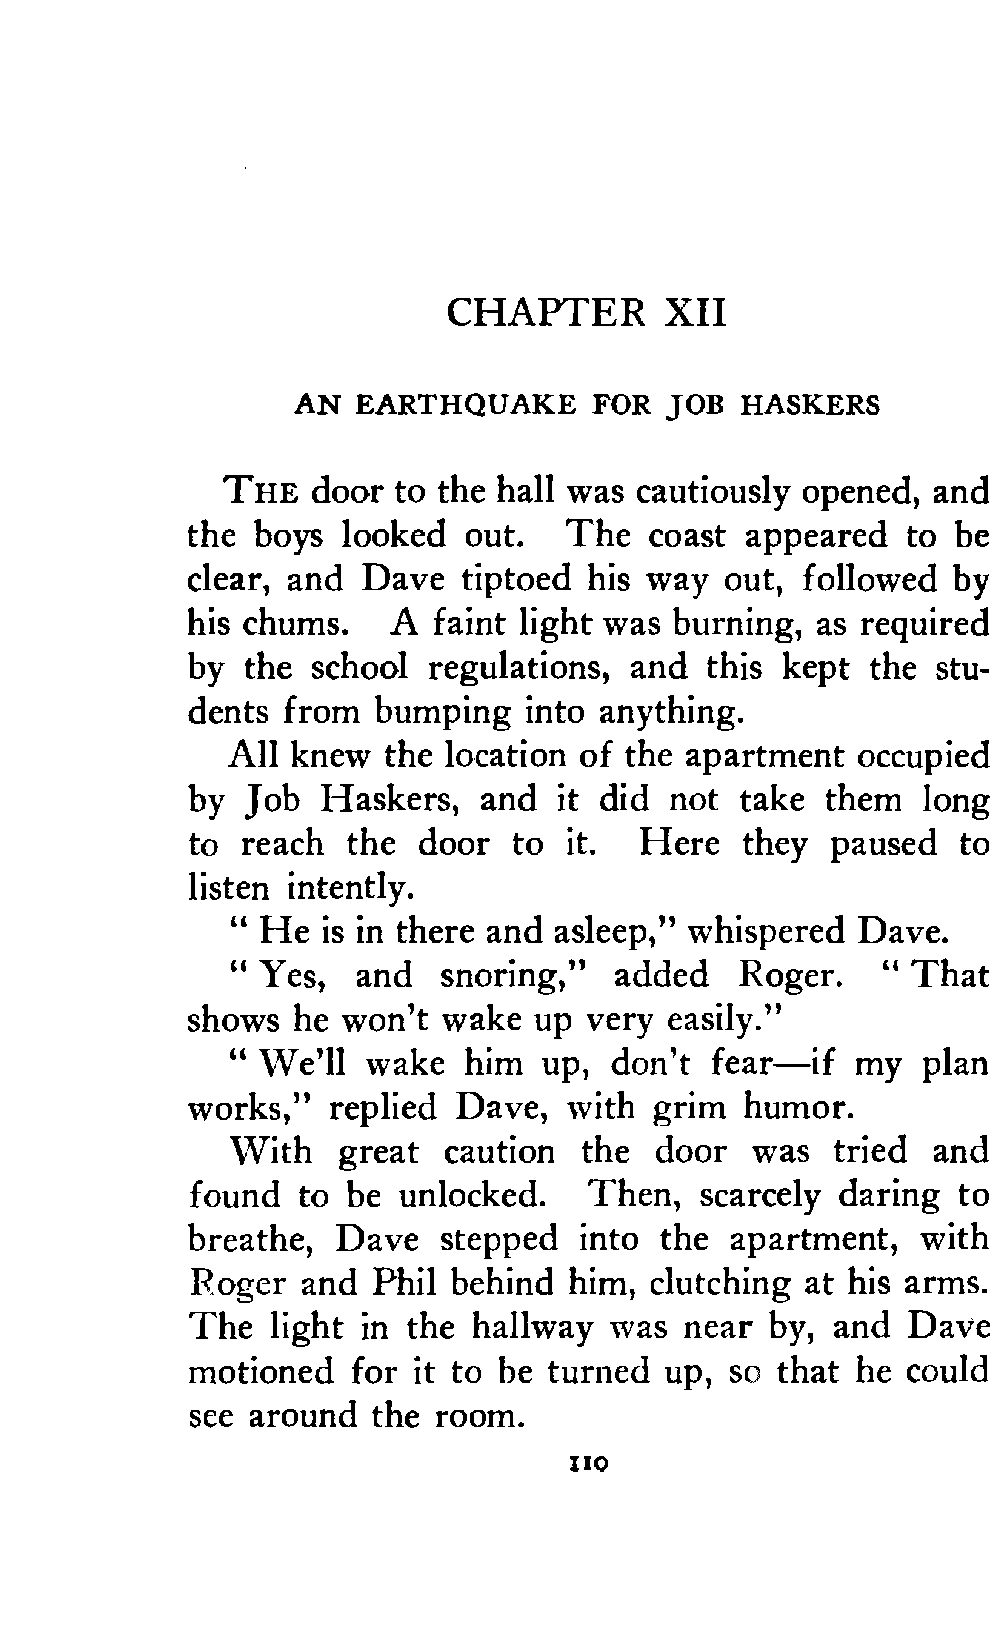 CHAPTER XII
AN EARTHQUAKE FOR JOB HASKERS
THE door to the hall was cautiously opened, and
the boys looked out. The coast appeared to be
clear, and Dave tiptoed his way out, followed by
his chums. A faint light was burning, as required
by the school regulations, and this kept the stu-
dents from bumping into anything.
All knew the location of the apartment occupied
by Job Haskers, and it did not take them long
to reach the door to it. Here they paused to
listen intently.
" He is in there and asleep," whispered Dave.
" Yes, and snoring," added Roger. " That
shows he won't wake up very easily."
" We'll wake him up, don't fear—if my plan
works," replied Dave, with grim humor.
With great caution the door was tried and
found to be unlocked. Then, scarcely daring to
breathe, Dave stepped into the apartment, with
Roger and Phil behind him, clutching at his arms.
The light in the hallway was near by, and Dave
motioned for it to be turned up, so that he could
see around the room.
110